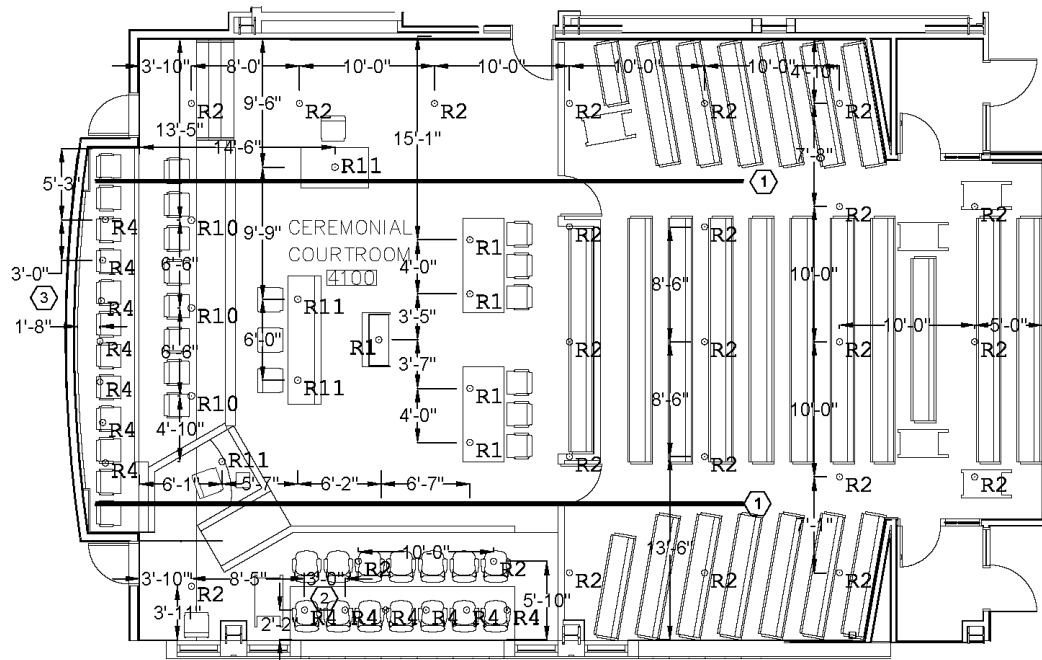 3'-10" 8'-0" 10'-0" 10'-0" 10'-0" 10'-0" 4'-10"
R2 9'-6" R2 R2 R2 R2 R2
13'-5" 15'-1"
14'-6" 7'-8"
R11
5'-3" 1
R2 R2
R4 R10 9'-9" CEREMONIAL R1 R2 R2
COURTROOM
3'-0" R4 6'-6" 4100 4'-0" 8'-6" 10'-0"
3 R4 R10 R11 R1
1'-8" 6'-0" 3'-5" 10'-0" 5'-0"
R4 6'-6" R1 R2 R2 R2 R2
R4 R11 3'-7" R1
R4 R10 4'-0" 8'-6" 10'-0"
4'-10"
R4 R11 R1 R2 R2
6'-1" 5'-7" 6'-2" 6'-7" R2 R2
1
13'-6"
3'-10" 8'-5" 3'-0" 10'-0"
R2 R2 R2 R2 R2 R2
3'-11" 2 5'-10"
2'-2" R4 R4 R4 R4 R4 R4